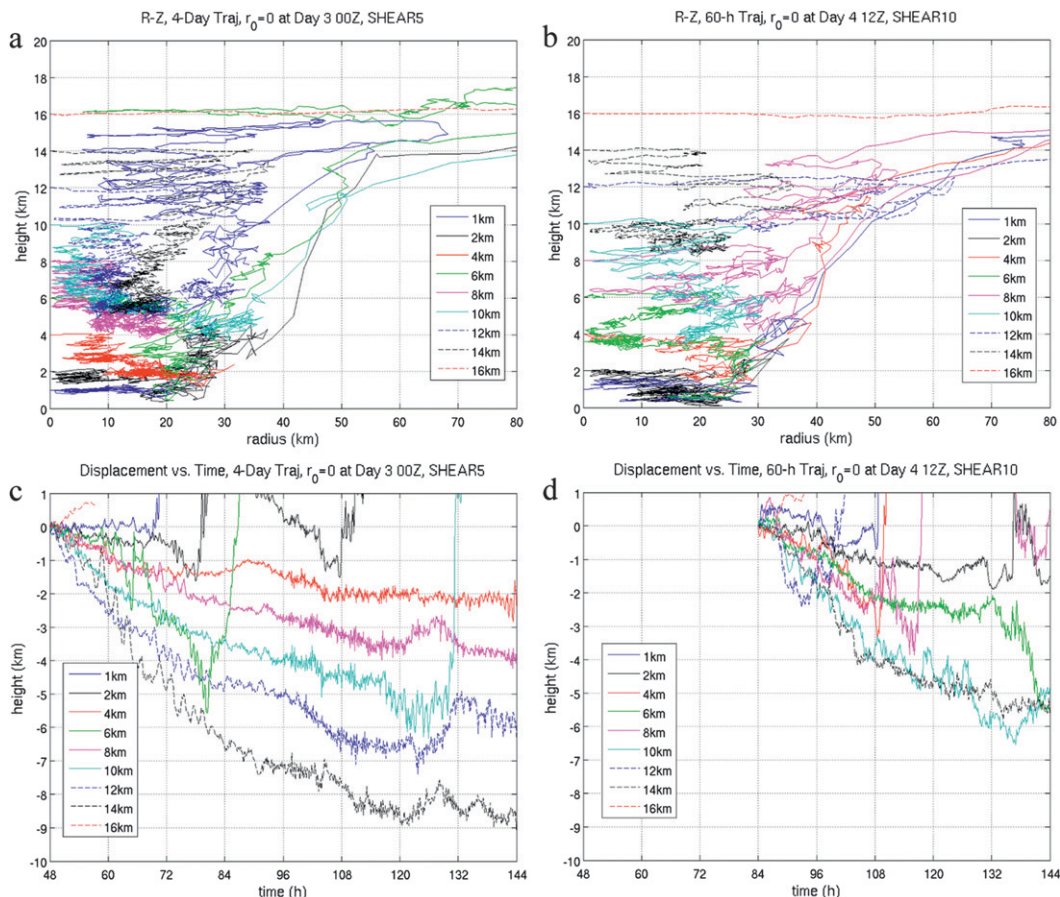 a
R-Z, 4-Day Traj, r0=0 at Day 3 00Z, SHEAR5
20
18
16
14
12
10
8
6
4
2
0
height (km)
0 10 20 30 40 50 60 70 80
radius (km)
1km
2km
4km
6km
8km
10km
12km
14km
16km
b
R-Z, 60-h Traj, r0=0 at Day 4 12Z, SHEAR10
20
18
16
14
12
10
8
6
4
2
0
height (km)
0 10 20 30 40 50 60 70 80
radius (km)
1km
2km
4km
6km
8km
10km
12km
14km
16km
c
Displacement vs. Time, 4-Day Traj, r0=0 at Day 3 00Z, SHEAR5
1
0
-1
-2
-3
-4
-5
-6
-7
-8
-9
-10
height (km)
48 60 72 84 96 108 120 132 144
time (h)
1km
2km
4km
6km
8km
10km
12km
14km
16km
d
Displacement vs. Time, 60-h Traj, r0=0 at Day 4 12Z, SHEAR10
1
0
-1
-2
-3
-4
-5
-6
-7
-8
-9
-10
height (km)
48 60 72 84 96 108 120 132 144
time (h)
1km
2km
4km
6km
8km
10km
12km
14km
16km